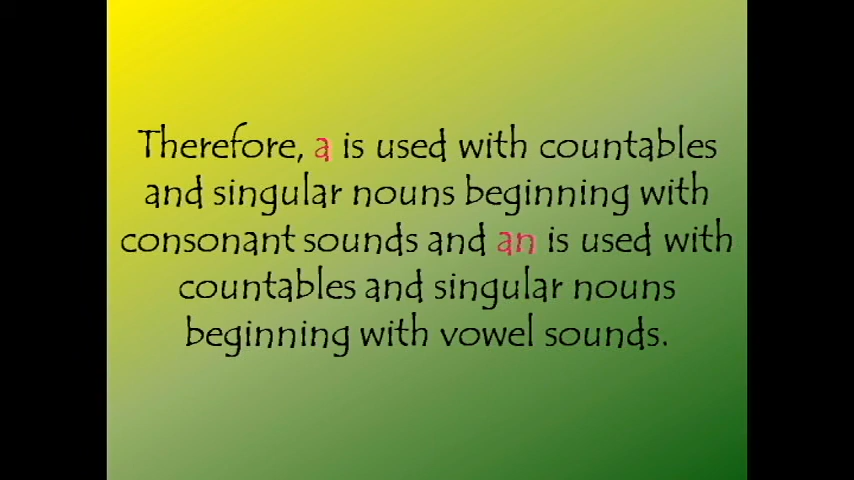 Therefore, a is used with countables
and singular nouns beginning with
consonant sounds and an is used with
countables and singular nouns
beginning with vowel sounds.